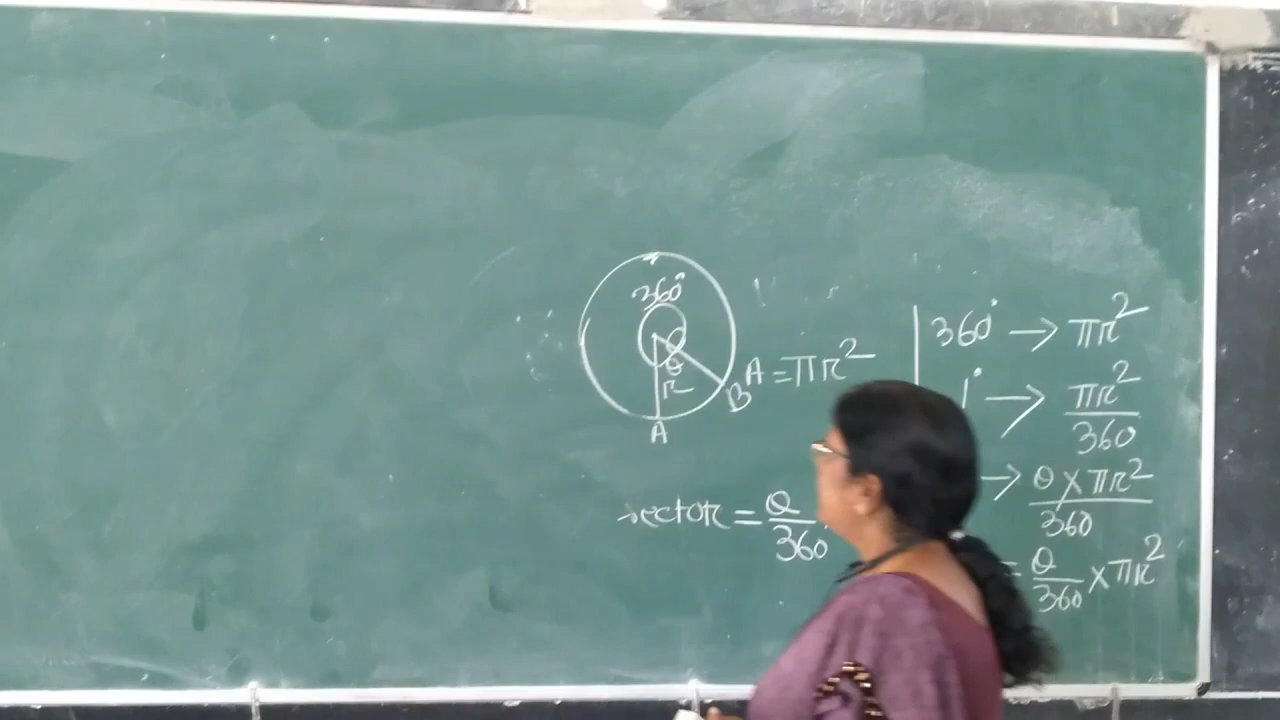 360°
θ
r
A
B
A = πr²
sector = θ/360
360° → πr²
1° → πr²/360
→ θ × πr²/360
= θ/360 × πr²